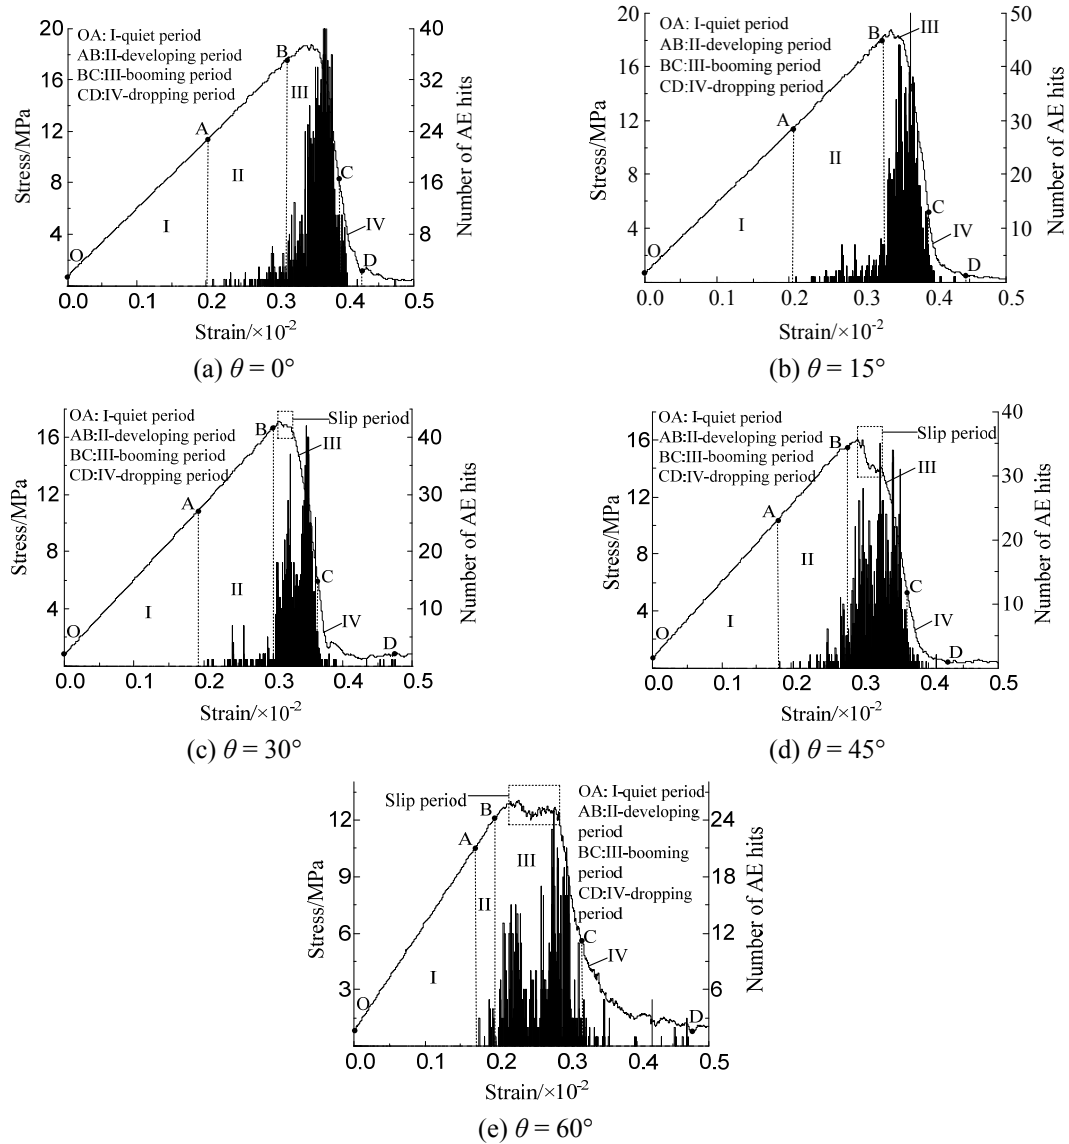 20
16
12
8
4
Stress/MPa
40
32
24
16
8
Number of AE hits
OA: I-quiet period
AB:II-developing period
BC:III-booming period
CD:IV-dropping period
O
A
B
C
D
I
II
III
IV
0.0
0.1
0.2
0.3
0.4
0.5
Strain/×10-2
(a) θ = 0°
20
16
12
8
4
Stress/MPa
50
40
30
20
10
Number of AE hits
OA: I-quiet period
AB:II-developing period
BC:III-booming period
CD:IV-dropping period
O
A
B
C
D
I
II
III
IV
0.0
0.1
0.2
0.3
0.4
0.5
Strain/×10-2
(b) θ = 15°
16
12
8
4
Stress/MPa
40
30
20
10
Number of AE hits
OA: I-quiet period
AB:II-developing period
BC:III-booming period
CD:IV-dropping period
Slip period
O
A
B
C
D
I
II
III
IV
0.0
0.1
0.2
0.3
0.4
0.5
Strain/×10-2
(c) θ = 30°
16
12
8
4
Stress/MPa
40
30
20
10
Number of AE hits
OA: I-quiet period
AB:II-developing period
BC:III-booming period
CD:IV-dropping period
Slip period
O
A
B
C
D
I
II
III
IV
0.0
0.1
0.2
0.3
0.4
0.5
Strain/×10-2
(d) θ = 45°
12
9
6
3
Stress/MPa
24
21
12
6
Number of AE hits
Slip period
OA: I-quiet period
AB:II-developing
period
BC:III-booming
period
CD:IV-dropping
period
O
A
B
C
D
I
II
III
IV
0.0
0.1
0.2
0.3
0.4
0.5
Strain/×10-2
(e) θ = 60°